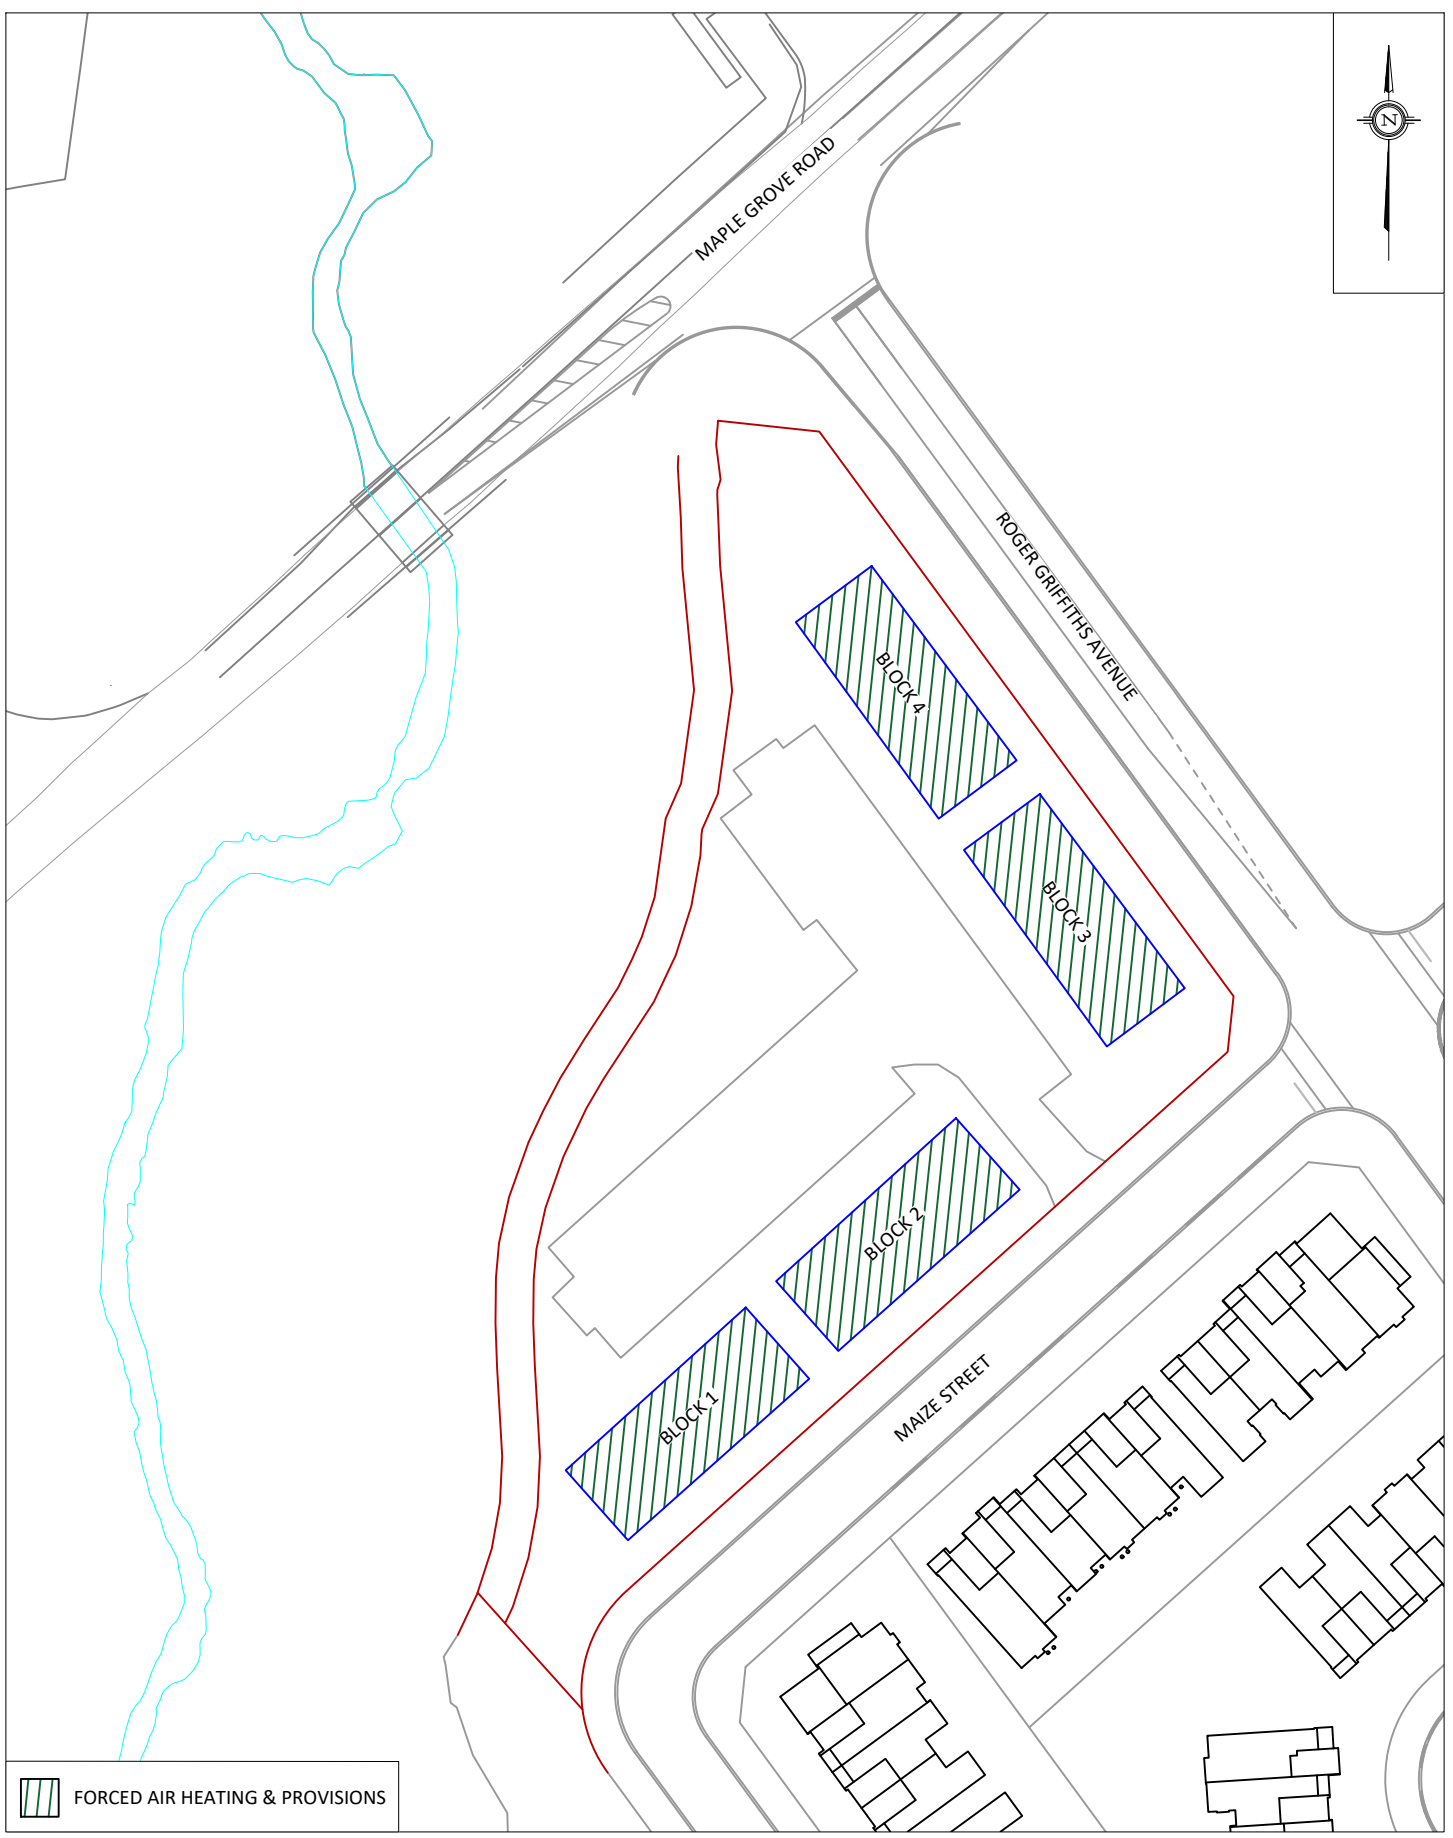 N
MAPLE GROVE ROAD
ROGER GRIFFITHS AVENUE
BLOCK 4
BLOCK 3
BLOCK 2
BLOCK 1
MAIZE STREET
FORCED AIR HEATING & PROVISIONS